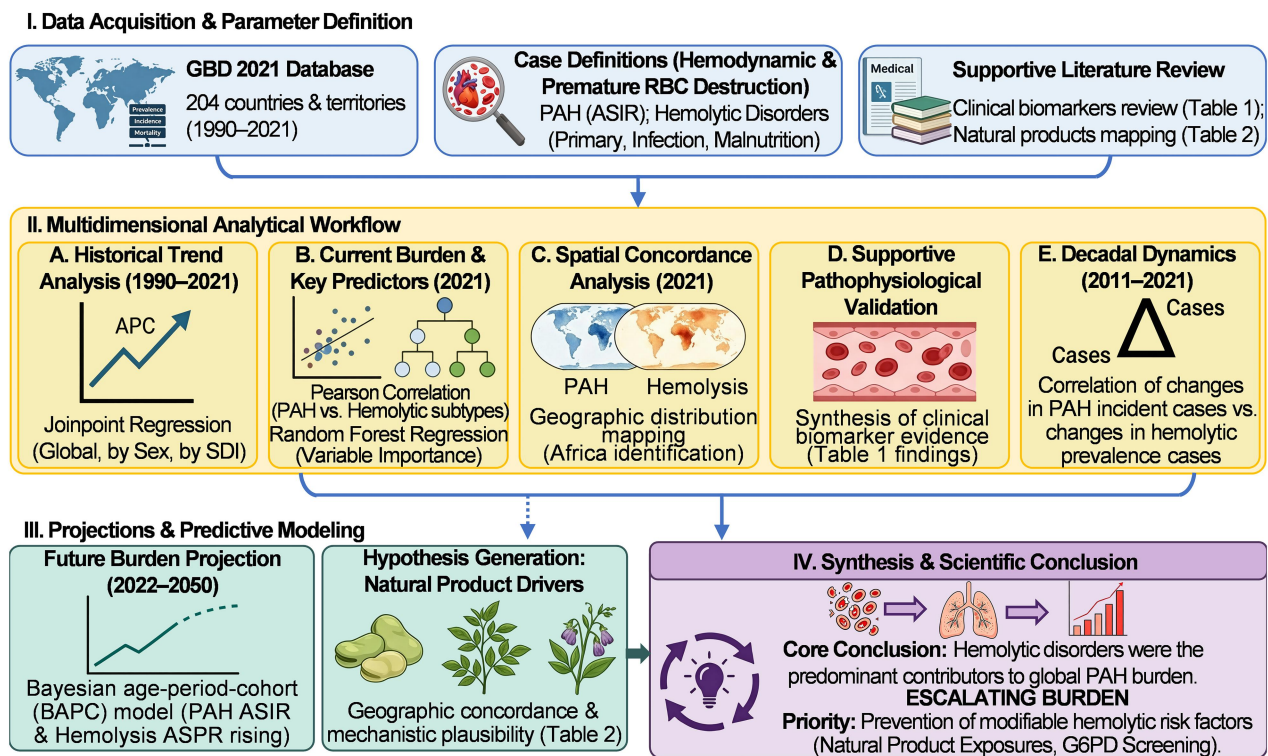 I. Data Acquisition & Parameter Definition
GBD 2021 Database
204 countries & territories
(1990–2021)
Prevalence
Incidence
Mortality
Case Definitions (Hemodynamic &
Premature RBC Destruction)
PAH (ASIR); Hemolytic Disorders
(Primary, Infection, Malnutrition)
Medical
Supportive Literature Review
Clinical biomarkers review (Table 1);
Natural products mapping (Table 2)
II. Multidimensional Analytical Workflow
A. Historical Trend
Analysis (1990–2021)
APC
Joinpoint Regression
(Global, by Sex, by SDI)
B. Current Burden &
Key Predictors (2021)
Pearson Correlation
(PAH vs. Hemolytic subtypes)
Random Forest Regression
(Variable Importance)
C. Spatial Concordance
Analysis (2021)
PAH Hemolysis
Geographic distribution
mapping
(Africa identification)
D. Supportive
Pathophysiological
Validation
Synthesis of clinical
biomarker evidence
(Table 1 findings)
E. Decadal Dynamics
(2011–2021)
Cases
Cases
Correlation of changes
in PAH incident cases vs.
changes in hemolytic
prevalence cases
III. Projections & Predictive Modeling
Future Burden Projection
(2022–2050)
Bayesian age-period-cohort
(BAPC) model (PAH ASIR
& Hemolysis ASPR rising)
Hypothesis Generation:
Natural Product Drivers
Geographic concordance &
mechanistic plausibility (Table 2)
IV. Synthesis & Scientific Conclusion
Core Conclusion: Hemolytic disorders were the
predominant contributors to global PAH burden.
ESCALATING BURDEN
Priority: Prevention of modifiable hemolytic risk factors
(Natural Product Exposures, G6PD Screening).